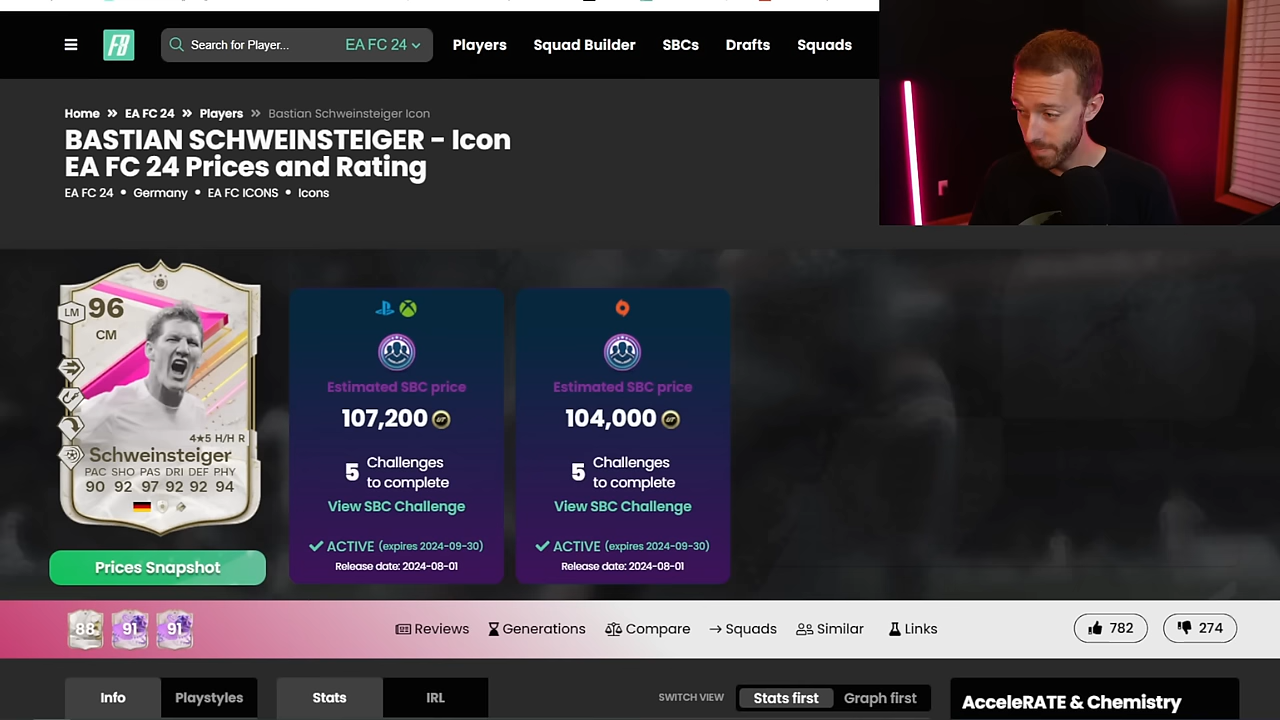 FB
Search for Player...
EA FC 24
Players
Squad Builder
SBCs
Drafts
Squads
Home » EA FC 24 » Players » Bastian Schweinsteiger Icon
BASTIAN SCHWEINSTEIGER - Icon
EA FC 24 Prices and Rating
EA FC 24 • Germany • EA FC ICONS • Icons
LM
96
CM
4★5 H/H R
Schweinsteiger
PAC SHO PAS DRI DEF PHY
90 92 97 92 92 94
Prices Snapshot
Estimated SBC price
107,200 UT
5 Challenges
to complete
View SBC Challenge
ACTIVE (expires 2024-09-30)
Release date: 2024-08-01
Estimated SBC price
104,000 UT
5 Challenges
to complete
View SBC Challenge
ACTIVE (expires 2024-09-30)
Release date: 2024-08-01
88
91
91
Reviews
Generations
Compare
Squads
Similar
Links
782
274
Info
Playstyles
Stats
IRL
SWITCH VIEW
Stats first
Graph first
AcceleRATE & Chemistry